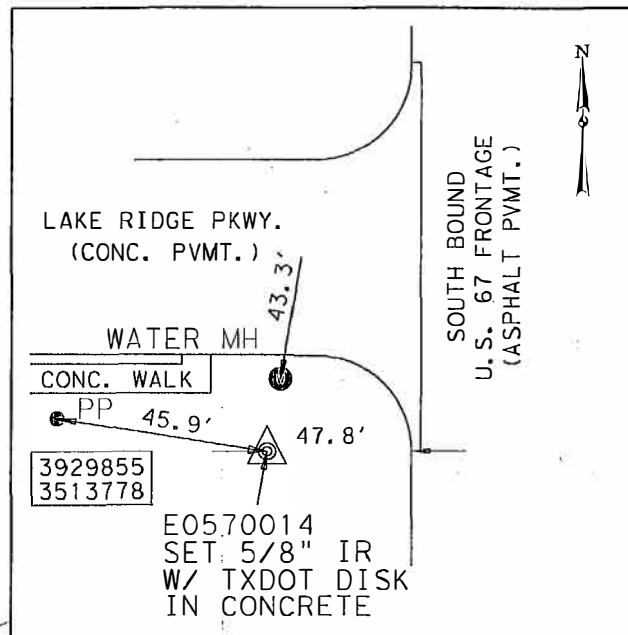 N
LAKE RIDGE PKWY.
(CONC. PVMT.)
SOUTH BOUND
U.S. 67 FRONTAGE
(ASPHALT PVMT.)
43.3'
WATER MH
CONC. WALK
PP
45.9'
47.8'
3929855
3513778
E0570014
SET 5/8" IR
W/ TXDOT DISK
IN CONCRETE